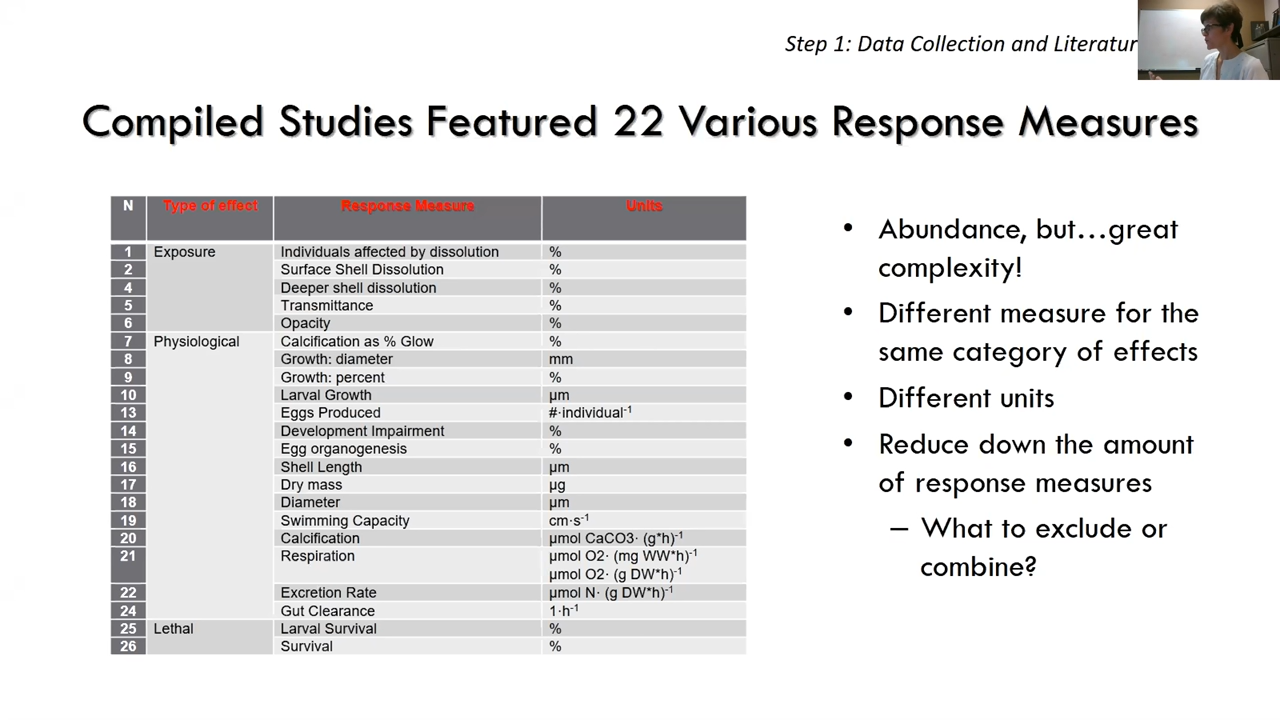 Step 1: Data Collection and Literatur
Compiled Studies Featured 22 Various Response Measures
N Type of effect Response Measure Units
1 Exposure Individuals affected by dissolution %
2 Surface Shell Dissolution %
4 Deeper shell dissolution %
5 Transmittance %
6 Opacity %
7 Physiological Calcification as % Glow %
8 Growth: diameter mm
9 Growth: percent %
10 Larval Growth µm
13 Eggs Produced #·individual⁻¹
14 Development Impairment %
15 Egg organogenesis %
16 Shell Length µm
17 Dry mass µg
18 Diameter µm
19 Swimming Capacity cm·s⁻¹
20 Calcification µmol CaCO3· (g*h)⁻¹
21 Respiration µmol O2· (mg WW*h)⁻¹
µmol O2· (g DW*h)⁻¹
22 Excretion Rate µmol N· (g DW*h)⁻¹
24 Gut Clearance 1·h⁻¹
25 Lethal Larval Survival %
26 Survival %
• Abundance, but...great
complexity!
• Different measure for the
same category of effects
• Different units
• Reduce down the amount
of response measures
– What to exclude or
combine?